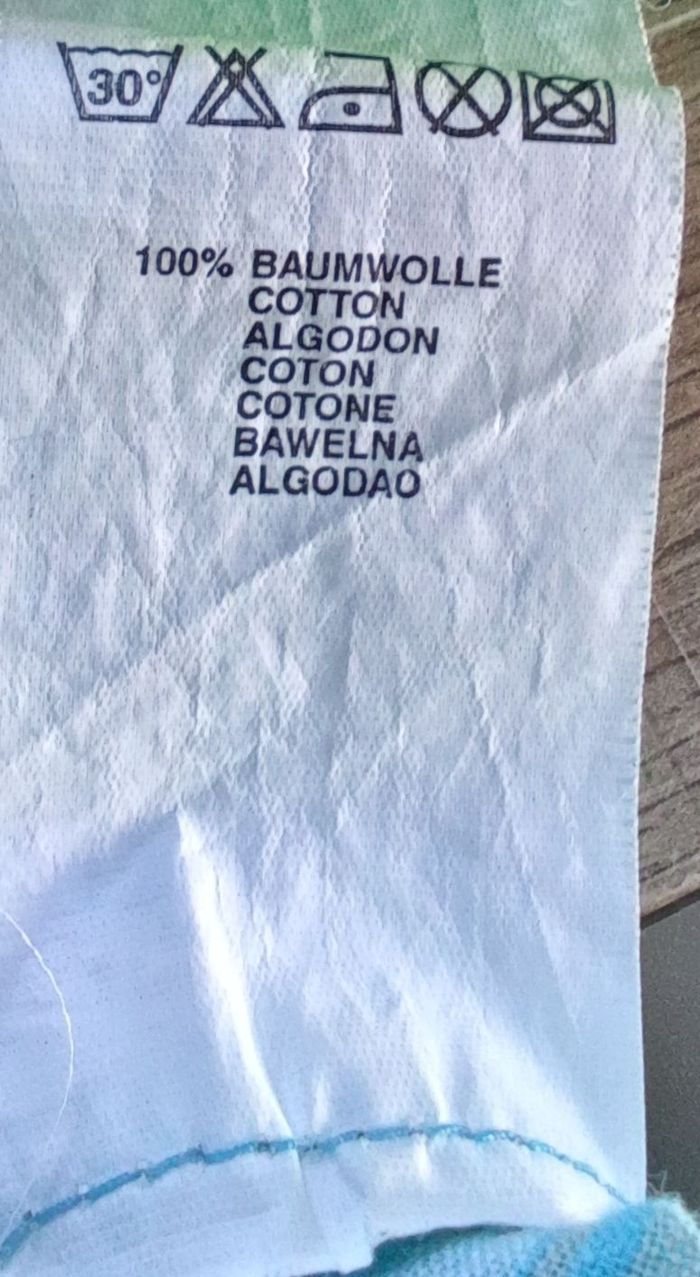 30°
100% BAUMWOLLE
COTTON
ALGODON
COTON
COTONE
BAWELNA
ALGODAO